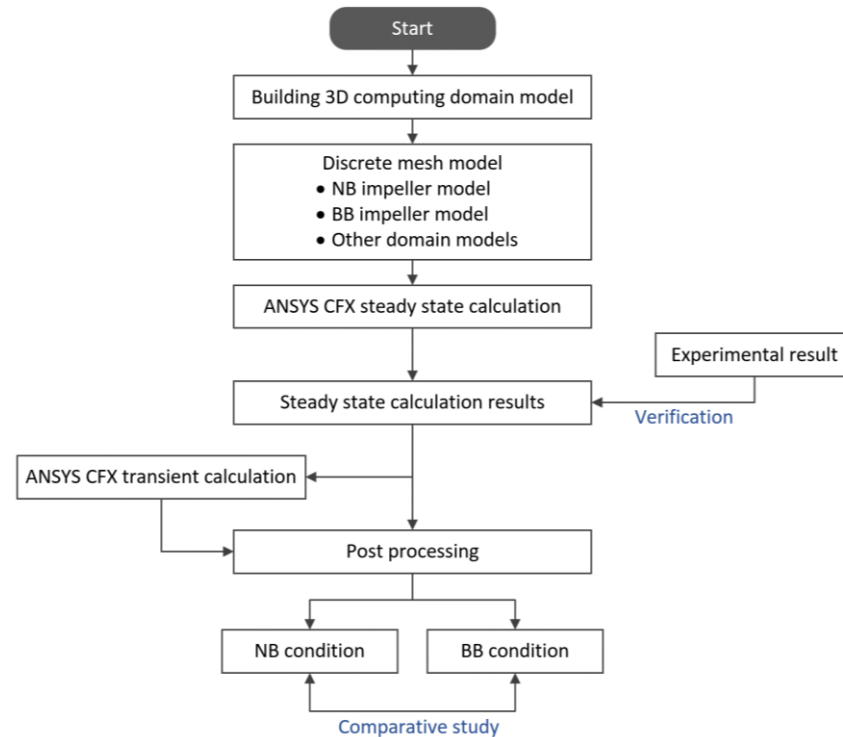 Start
Building 3D computing domain model
Discrete mesh model
• NB impeller model
• BB impeller model
• Other domain models
ANSYS CFX steady state calculation
Experimental result
Steady state calculation results
Verification
ANSYS CFX transient calculation
Post processing
NB condition
BB condition
Comparative study